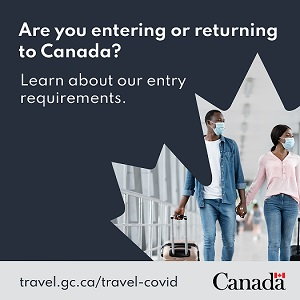 Are you entering or returning
to Canada?
Learn about our entry
requirements.
travel.gc.ca/travel-covid
Canada